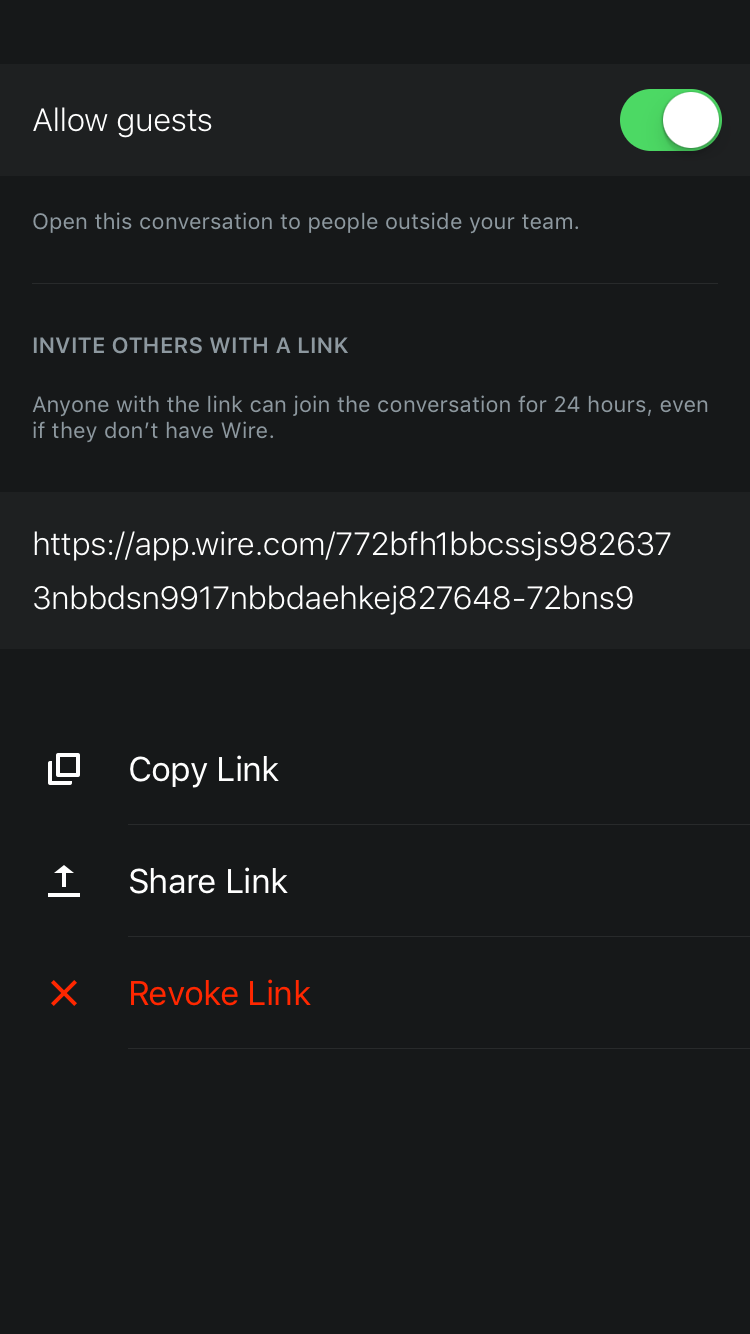 Allow guests
Open this conversation to people outside your team.
INVITE OTHERS WITH A LINK
Anyone with the link can join the conversation for 24 hours, even
if they don’t have Wire.
https://app.wire.com/772bfh1bbcssjs982637
3nbbdsn9917nbbdaehkej827648-72bns9
Copy Link
Share Link
Revoke Link